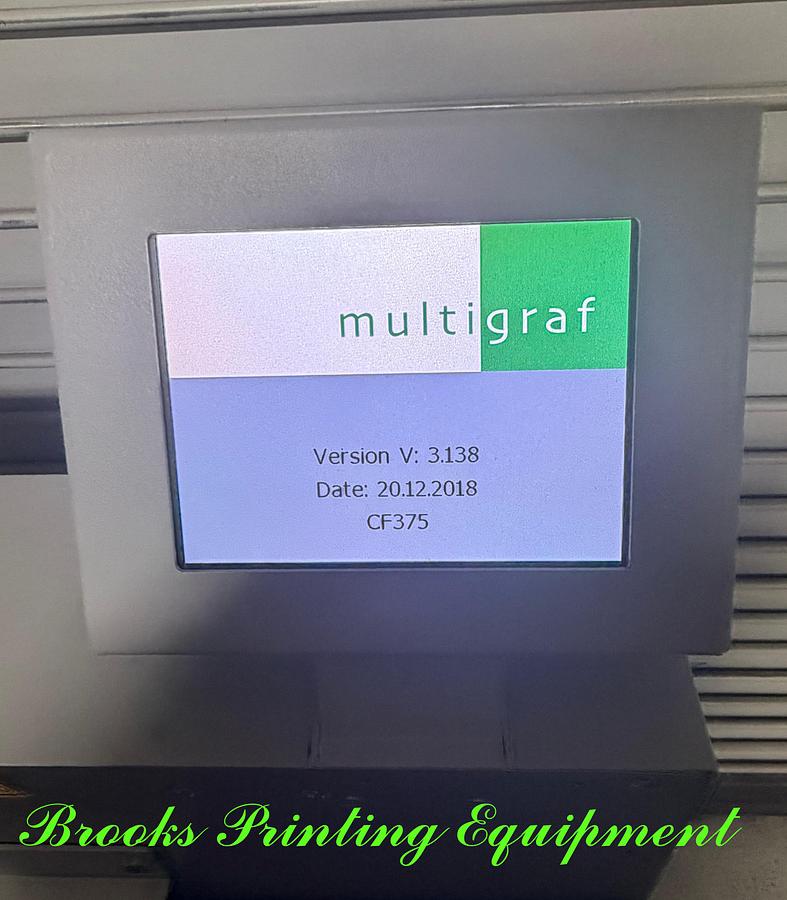 multigraf
Version V: 3.138
Date: 20.12.2018
CF375
Brooks Printing Equipment